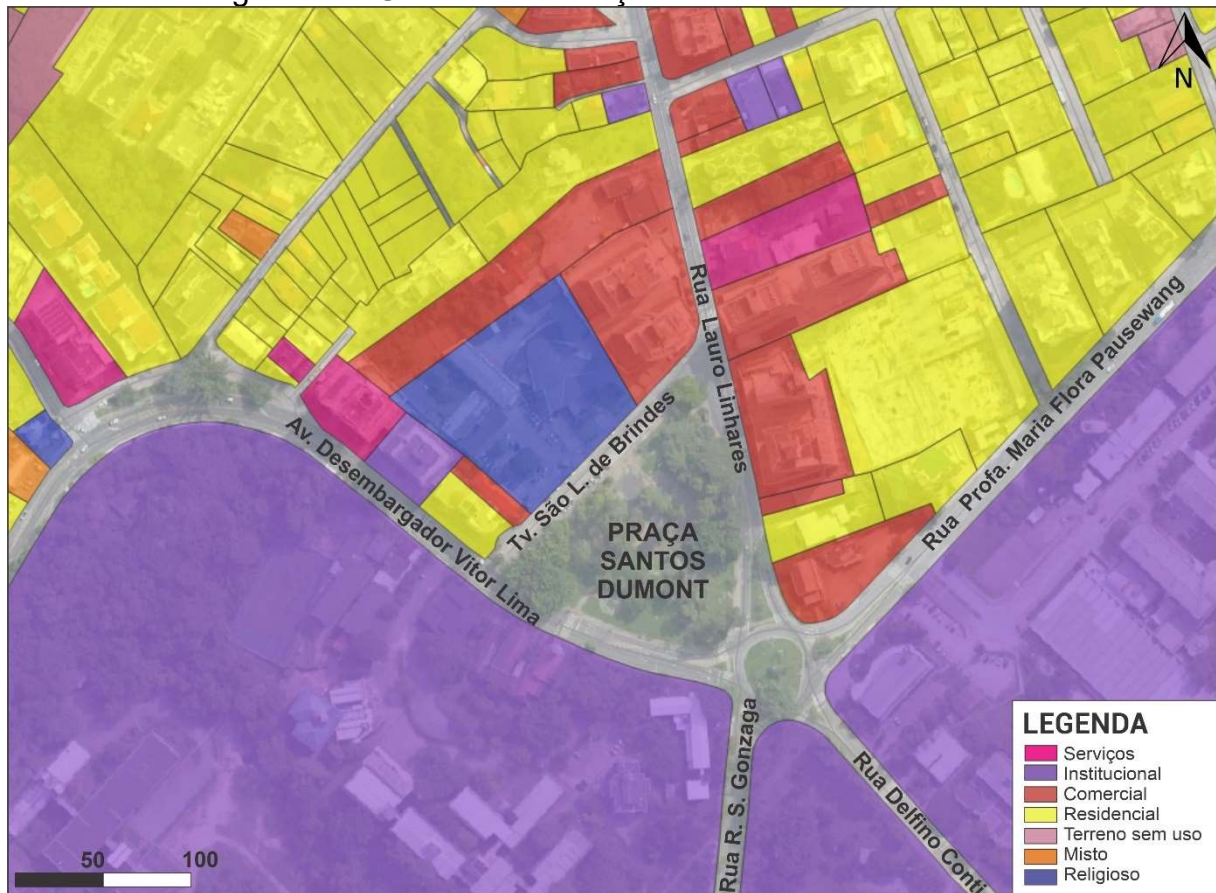 N
Rua Lauro Linhares
Rua Profa. Maria Flora Pausewang
Av. Desembargador Vitor Lima
Tv. São L. de Brindes
PRAÇA
SANTOS
DUMONT
Rua R. S. Gonzaga
Rua Delfino Conti
50 100
LEGENDA
Serviços
Institucional
Comercial
Residencial
Terreno sem uso
Misto
Religioso